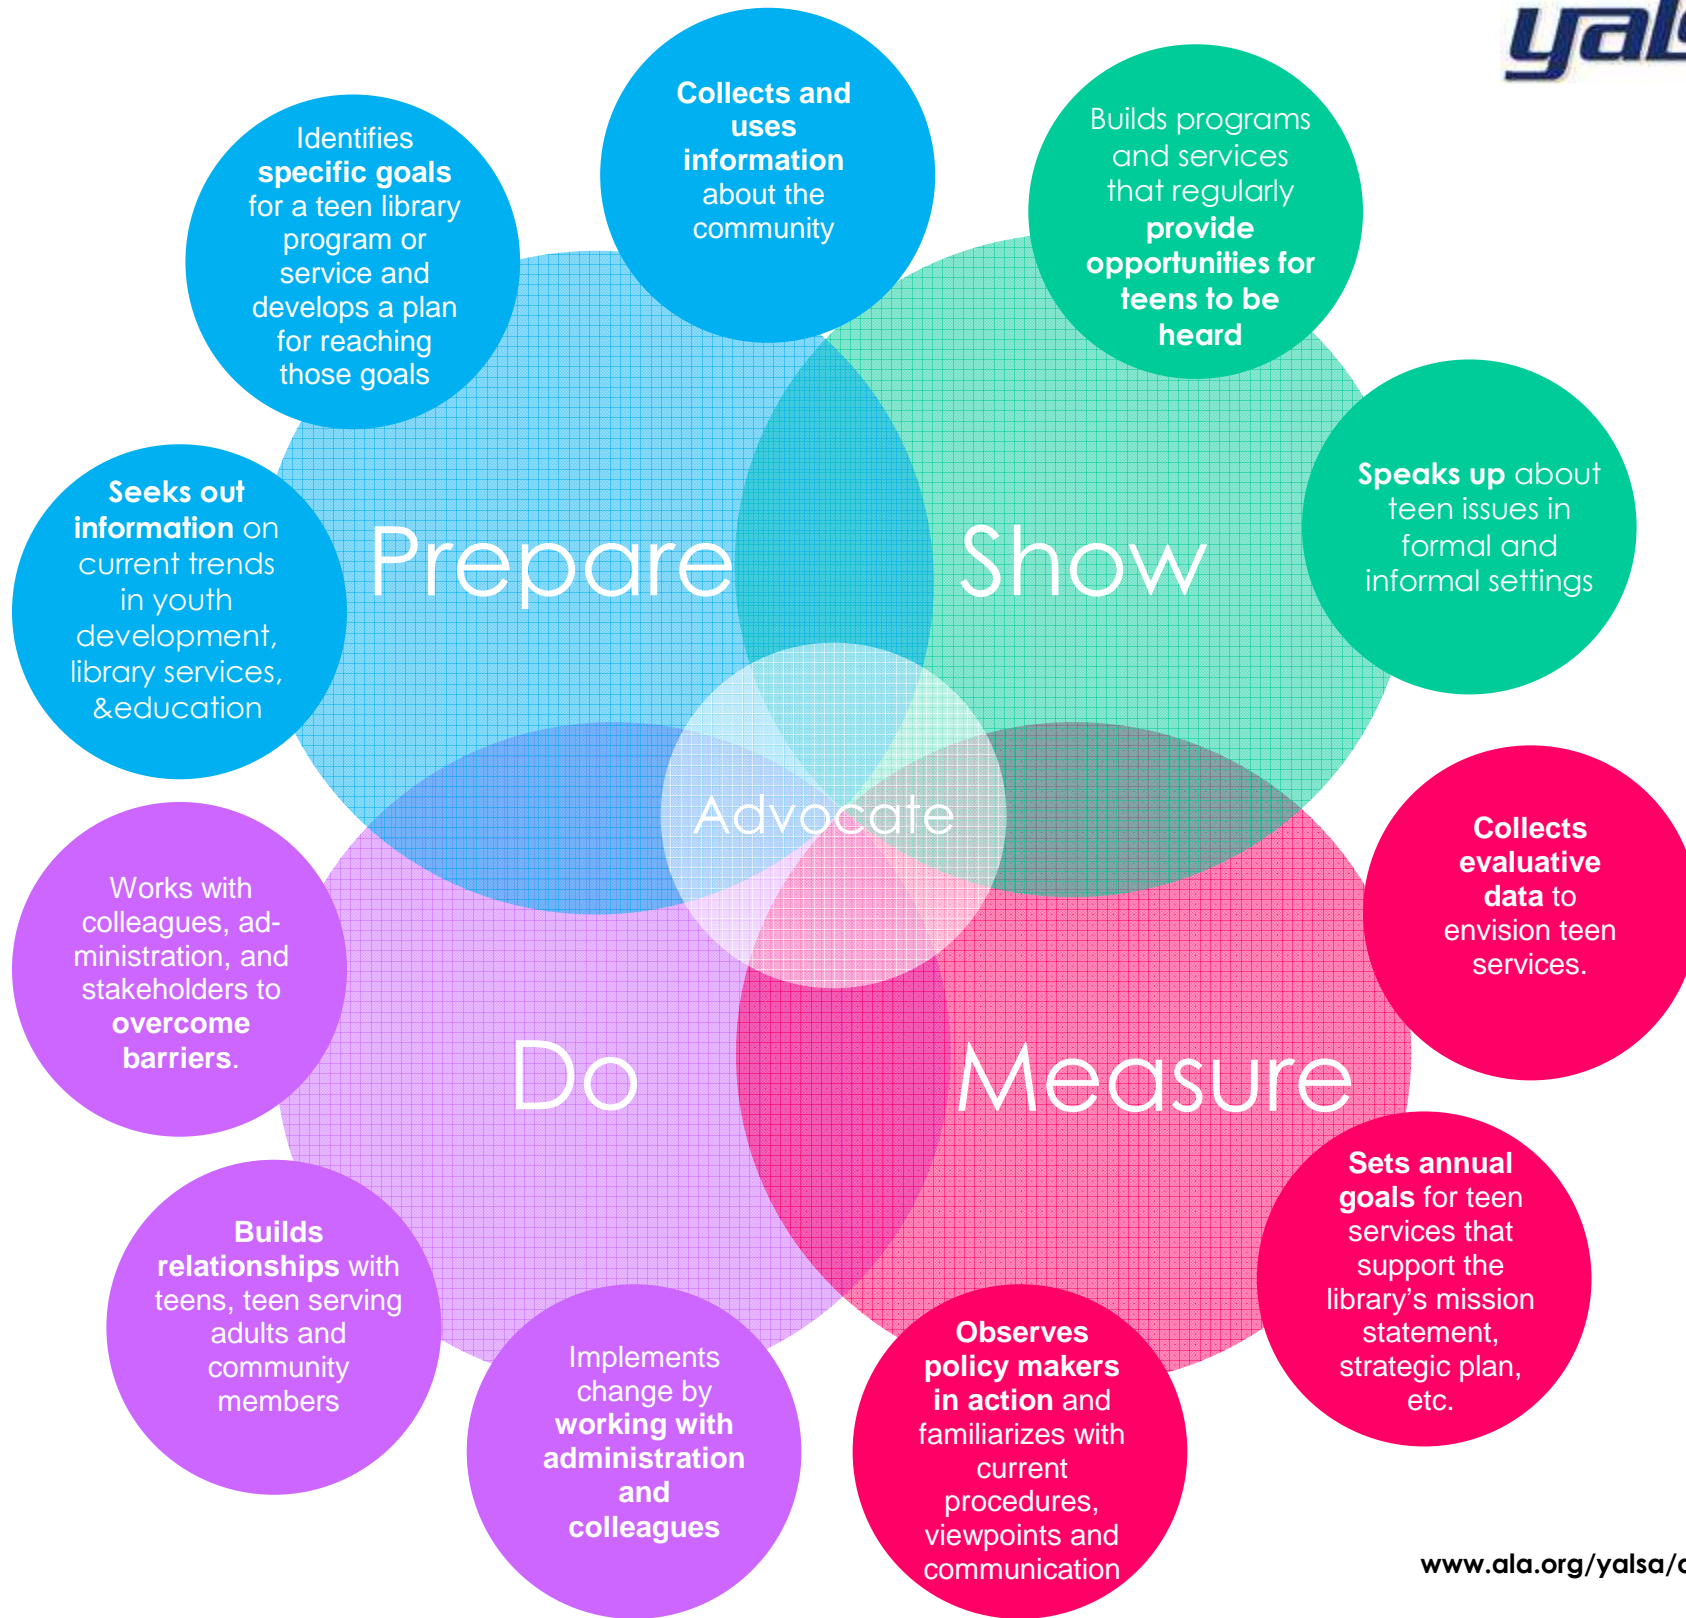 Collects and
uses
information
about the
community
Identifies
specific goals
for a teen library
program or
service and
develops a plan
for reaching
those goals
Seeks out
information on
current trends
in youth
development,
library services,
&education
Prepare
Builds programs
and services
that regularly
provide
opportunities for
teens to be
heard
Speaks up about
teen issues in
formal and
informal settings
Show
Advocate
Works with
colleagues, ad-
ministration, and
stakeholders to
overcome
barriers.
Builds
relationships with
teens, teen serving
adults and
community
members
Implements
change by
working with
administration
and
colleagues
Do
Measure
Collects
evaluative
data to
envision teen
services.
Sets annual
goals for teen
services that
support the
library’s mission
statement,
strategic plan,
etc.
Observes
policy makers
in action and
familiarizes with
current
procedures,
viewpoints and
communication
www.ala.org/yalsa/